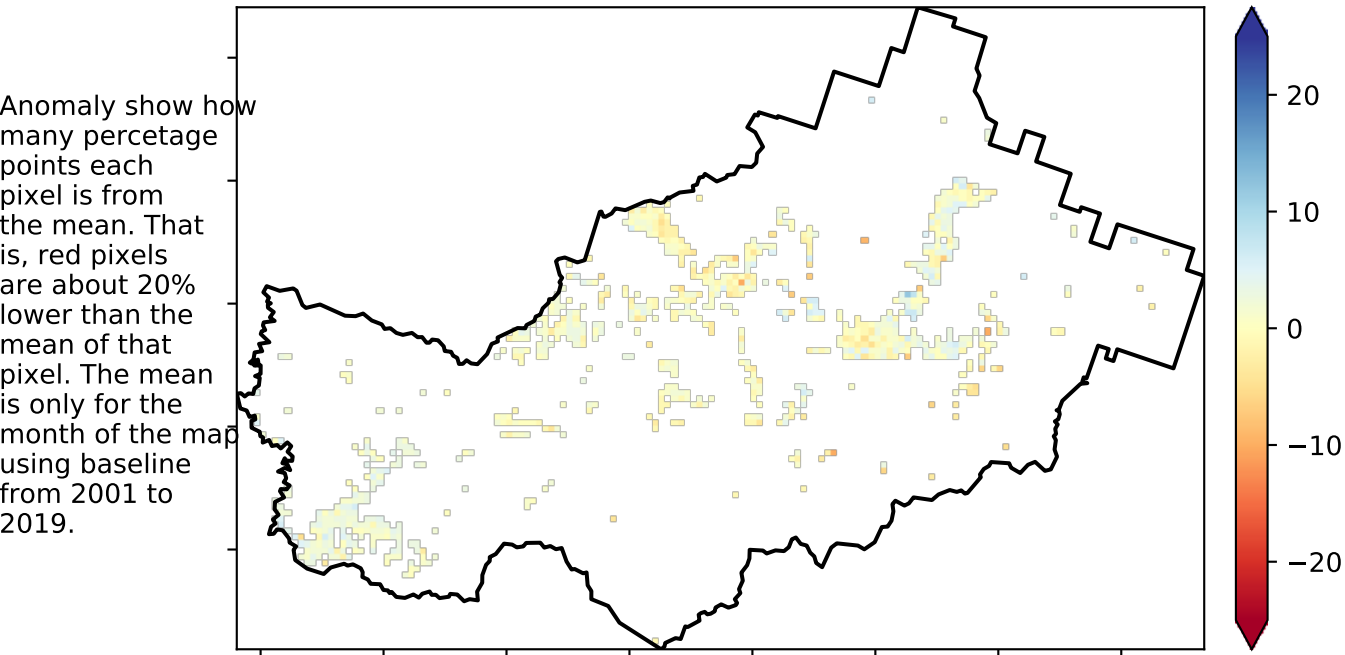 Anomaly show how
many percetage
points each
pixel is from
the mean. That
is, red pixels
are about 20%
lower than the
mean of that
pixel. The mean
is only for the
month of the map
using baseline
from 2001 to
2019.
20
10
0
−10
−20